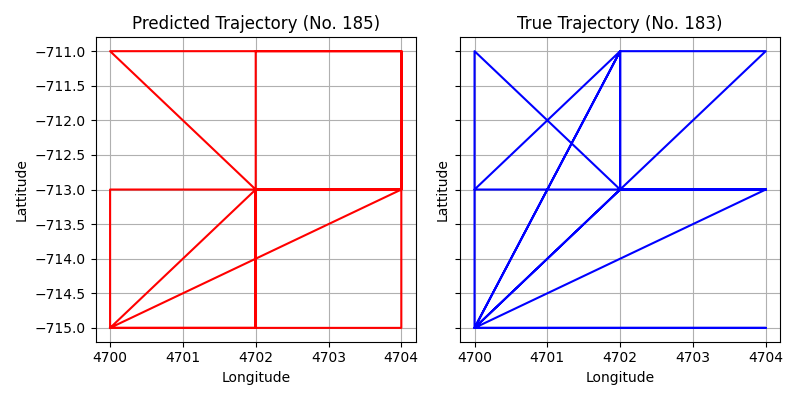 Predicted Trajectory (No. 185)
True Trajectory (No. 183)
−711.0
−711.5
−712.0
−712.5
−713.0
−713.5
−714.0
−714.5
−715.0
Lattitude
Lattitude
4700 4701 4702 4703 4704
4700 4701 4702 4703 4704
Longitude
Longitude